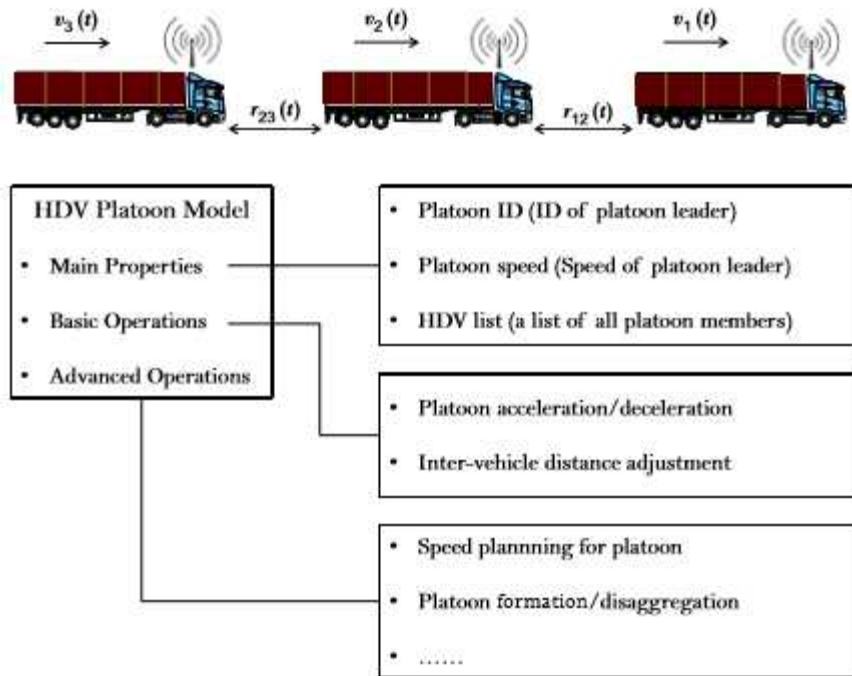 v3(t) v2(t) v1(t)
r23(t) r12(t)
HDV Platoon Model
• Main Properties
• Basic Operations
• Advanced Operations
• Platoon ID (ID of platoon leader)
• Platoon speed (Speed of platoon leader)
• HDV list (a list of all platoon members)
• Platoon acceleration/deceleration
• Inter-vehicle distance adjustment
• Speed plannning for platoon
• Platoon formation/disaggregation
• ......